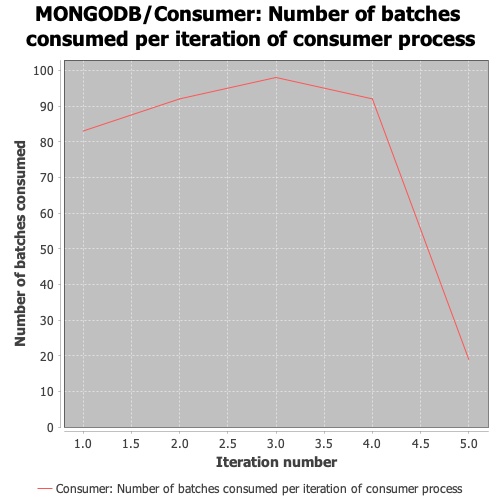 MONGODB/Consumer: Number of batches
consumed per iteration of consumer process
100
90
80
70
60
50
40
30
20
10
0
Number of batches consumed
1.0 1.5 2.0 2.5 3.0 3.5 4.0 4.5 5.0
Iteration number
Consumer: Number of batches consumed per iteration of consumer process